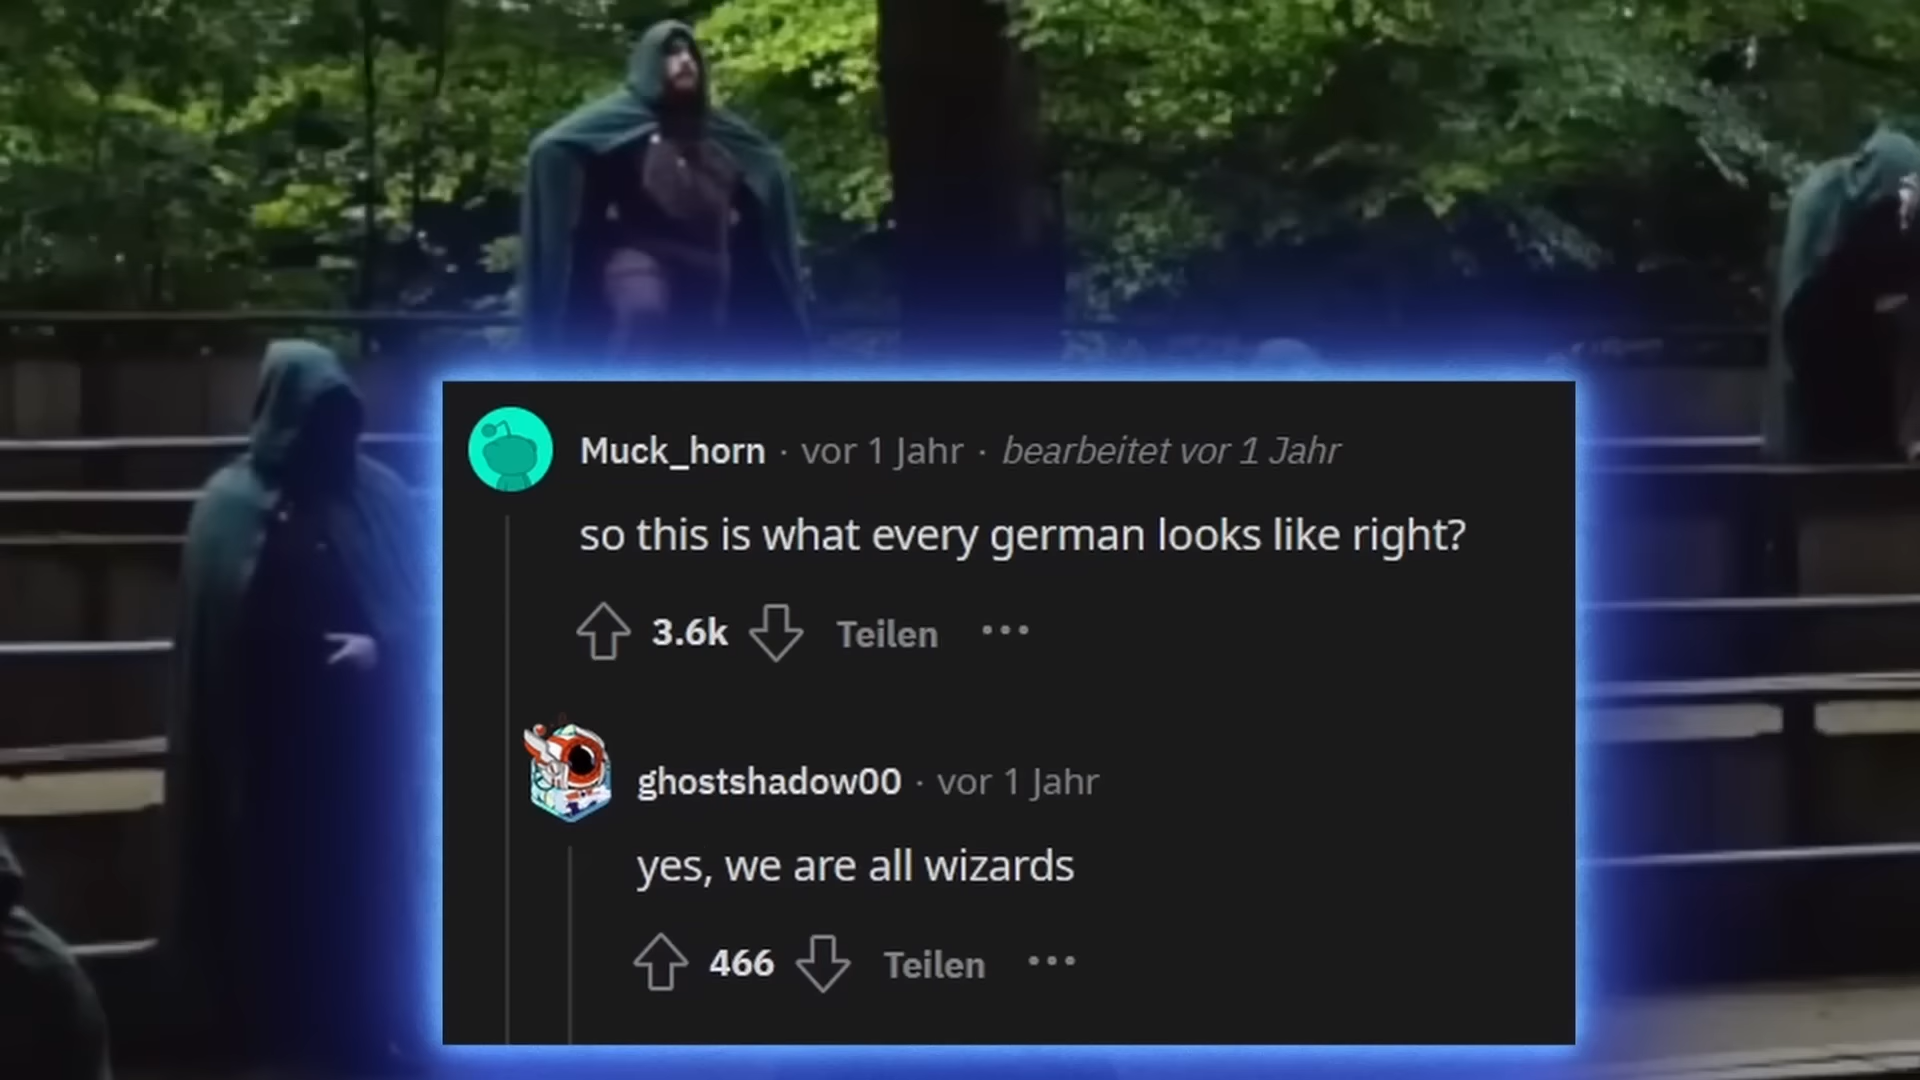 Muck_horn · vor 1 Jahr · bearbeitet vor 1 Jahr
so this is what every german looks like right?
3.6k Teilen ...
ghostshadow00 · vor 1 Jahr
yes, we are all wizards
466 Teilen ...